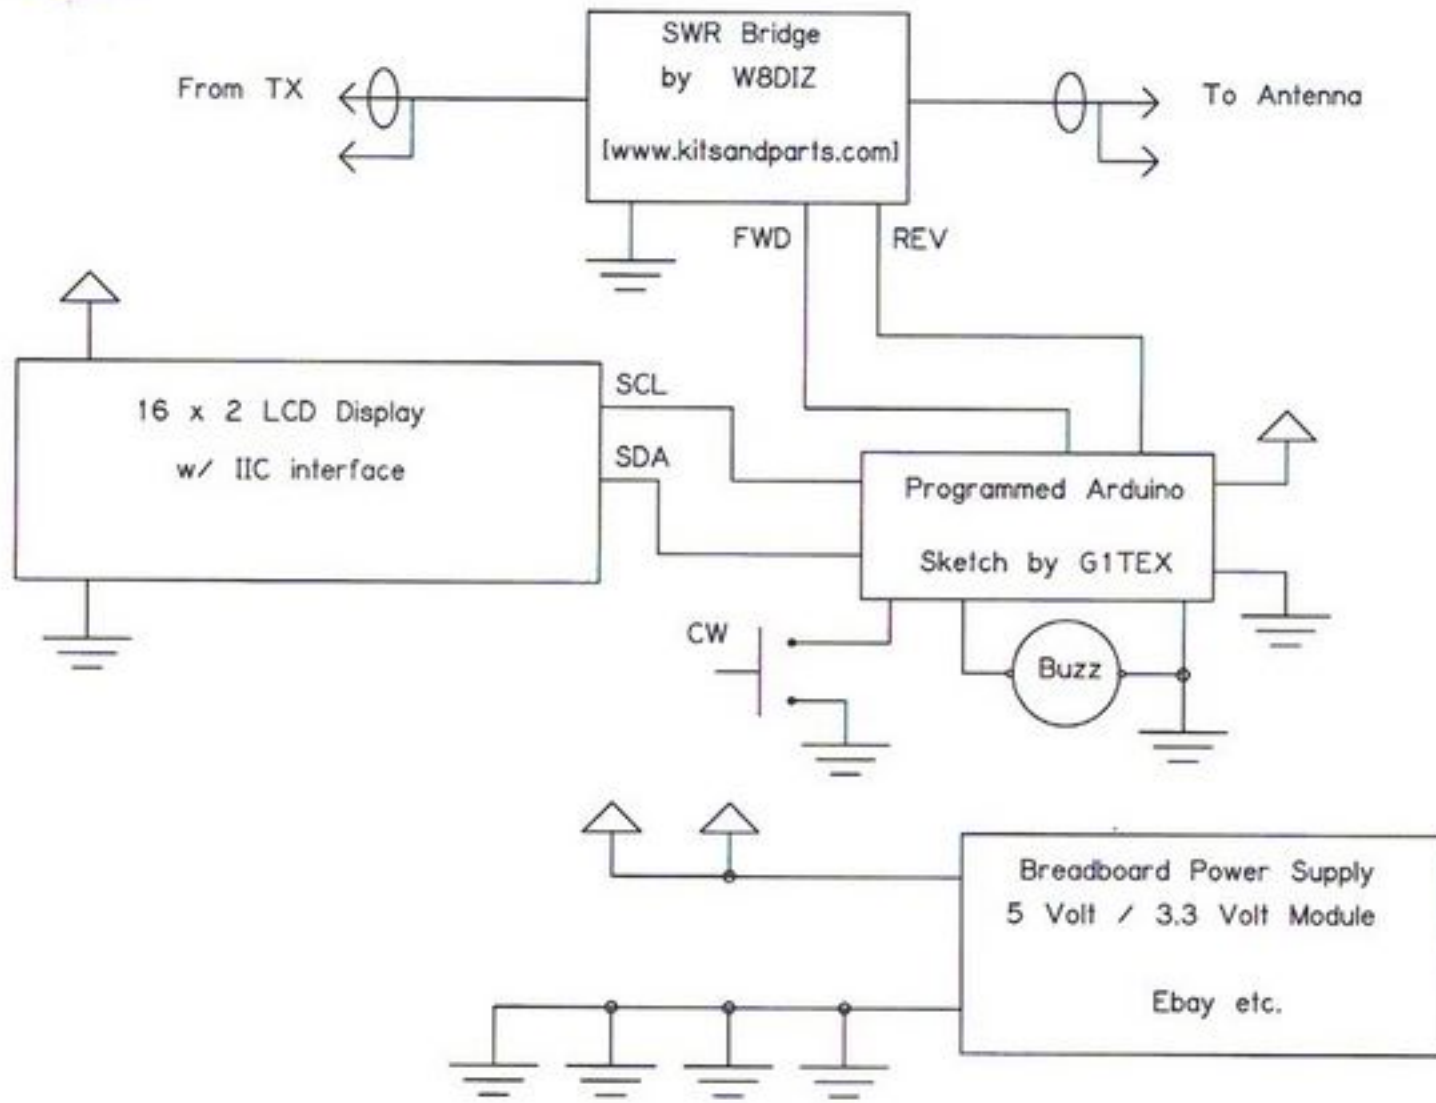 SWR Bridge
by W8DIZ
[www.kitsandparts.com]
From TX
To Antenna
FWD
REV
16 x 2 LCD Display
w/ IIC interface
SCL
SDA
Programmed Arduino
Sketch by G1TEX
CW
Buzz
Breadboard Power Supply
5 Volt / 3.3 Volt Module
Ebay etc.